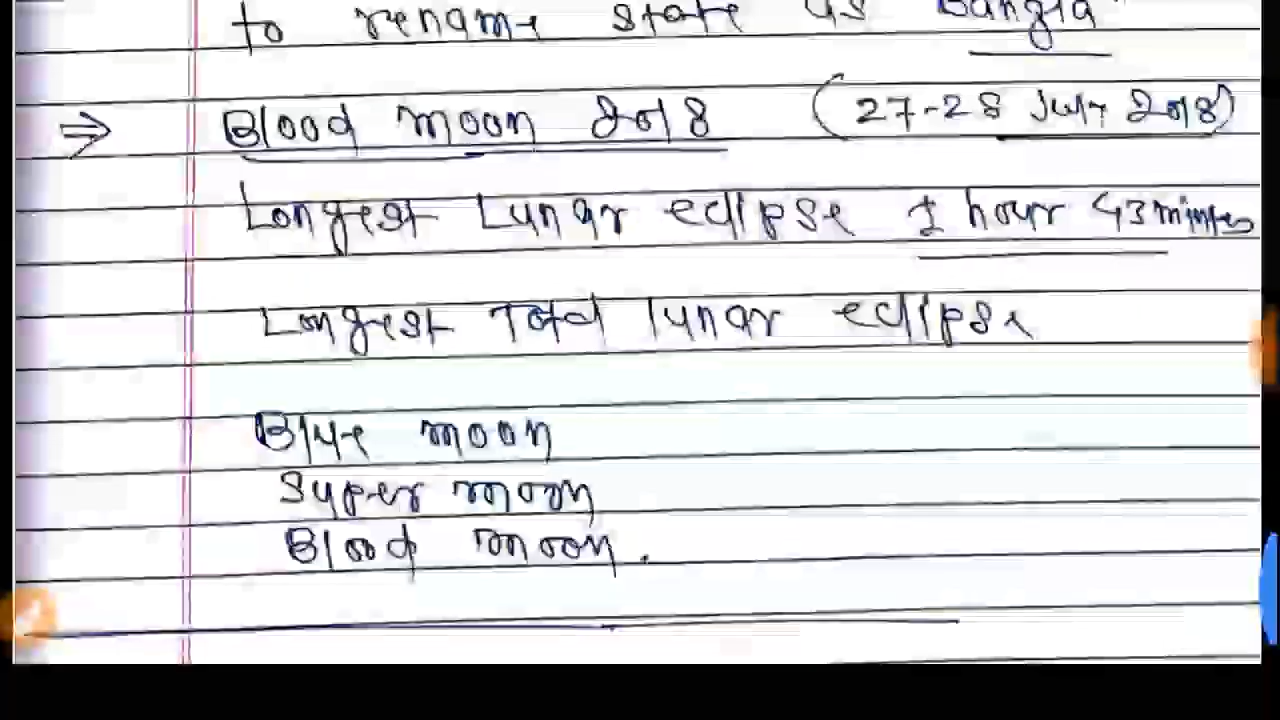 to rename state as Bangla"
⇒ Blood moon 2018 (27-28 July 2018)
Longest Lunar eclipse 1 hour 43 mintes
Longest Total lunar eclipse
Blue moon
Super moon
Blood moon.